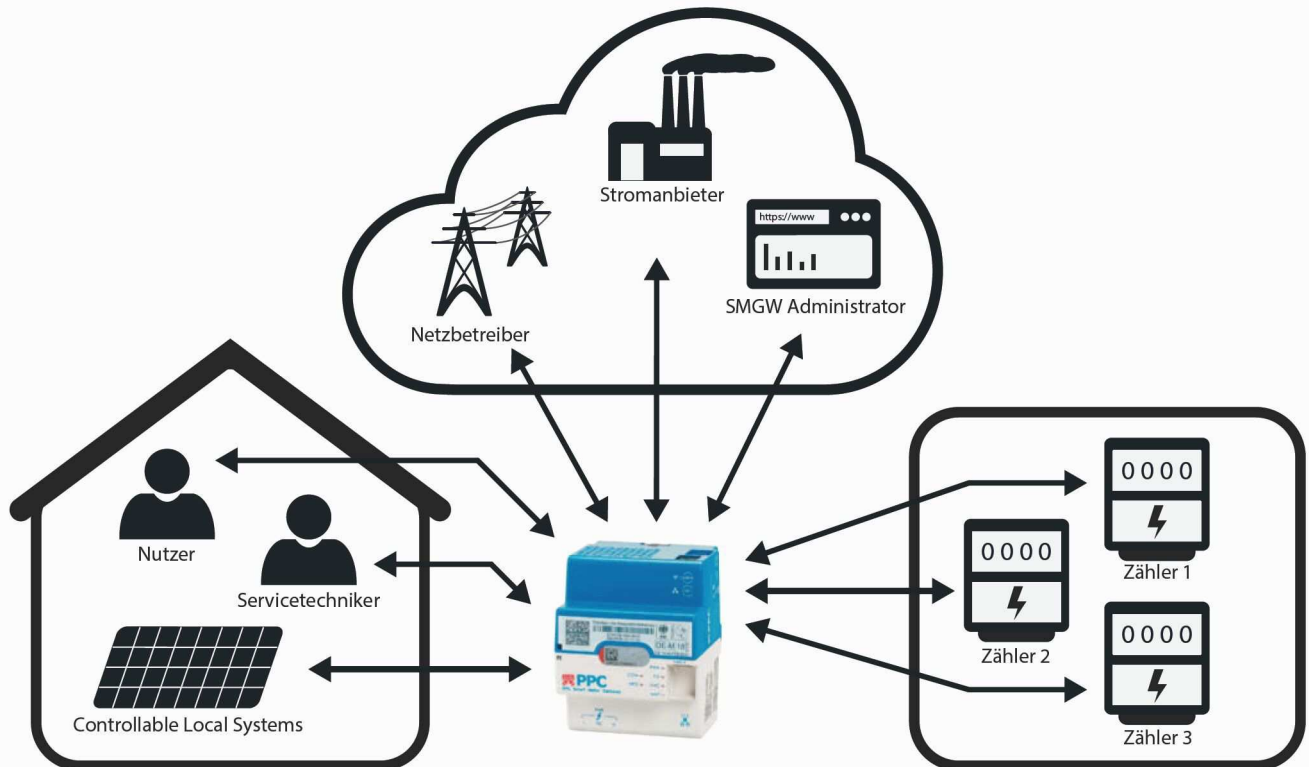 Stromanbieter
https://www
SMGW Administrator
Netzbetreiber
Nutzer
Servicetechniker
Controllable Local Systems
PPC
0000
Zähler 1
0000
Zähler 2
0000
Zähler 3